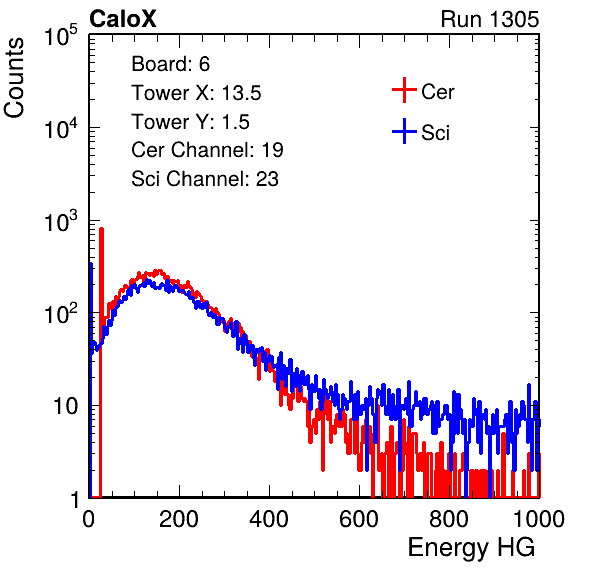 CaloX Run 1305
Counts
Board: 6
Tower X: 13.5
Tower Y: 1.5
Cer Channel: 19
Sci Channel: 23
Cer
Sci
10^5
10^4
10^3
10^2
10
1
0 200 400 600 800 1000
Energy HG